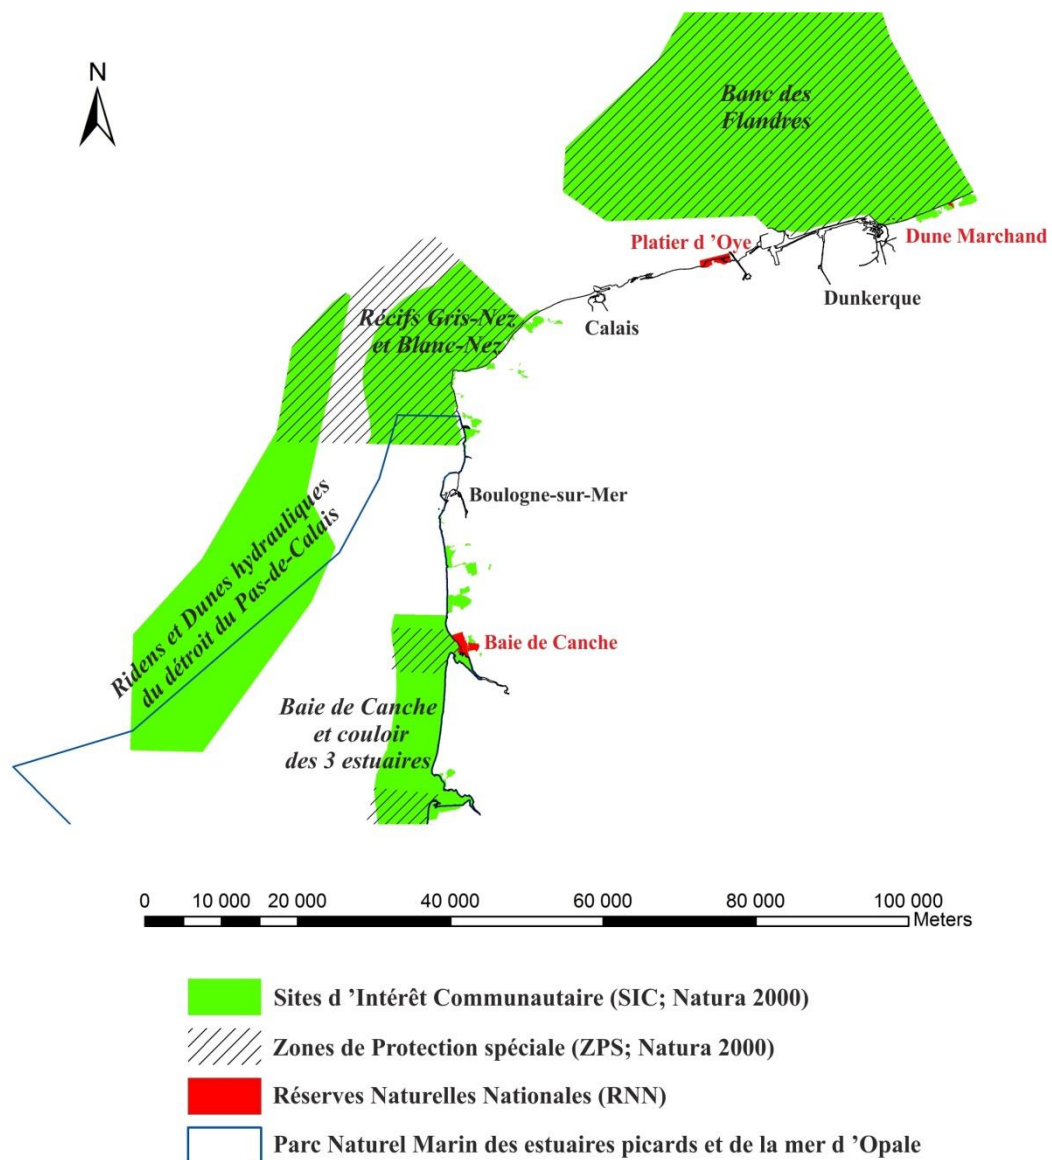 N
Banc des
Flandres
Platier d ’Oye
Dune Marchand
Dunkerque
Calais
Récifs Gris-Nez
et Blanc-Nez
Boulogne-sur-Mer
Ridens et Dunes hydrauliques
du détroit du Pas-de-Calais
Baie de Canche
Baie de Canche
et couloir
des 3 estuaires
0 10 000 20 000 40 000 60 000 80 000 100 000
Meters
Sites d ’Intérêt Communautaire (SIC; Natura 2000)
Zones de Protection spéciale (ZPS; Natura 2000)
Réserves Naturelles Nationales (RNN)
Parc Naturel Marin des estuaires picards et de la mer d ’Opale